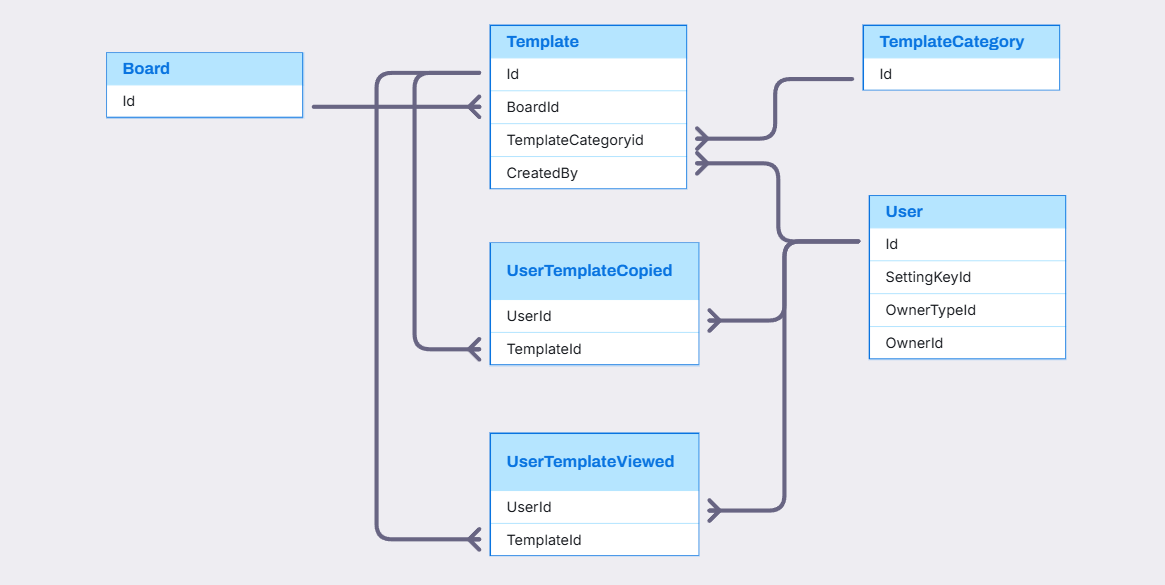 Board
Id
Template
Id
BoardId
TemplateCategoryid
CreatedBy
TemplateCategory
Id
User
Id
SettingKeyId
OwnerTypeId
OwnerId
UserTemplateCopied
UserId
TemplateId
UserTemplateViewed
UserId
TemplateId